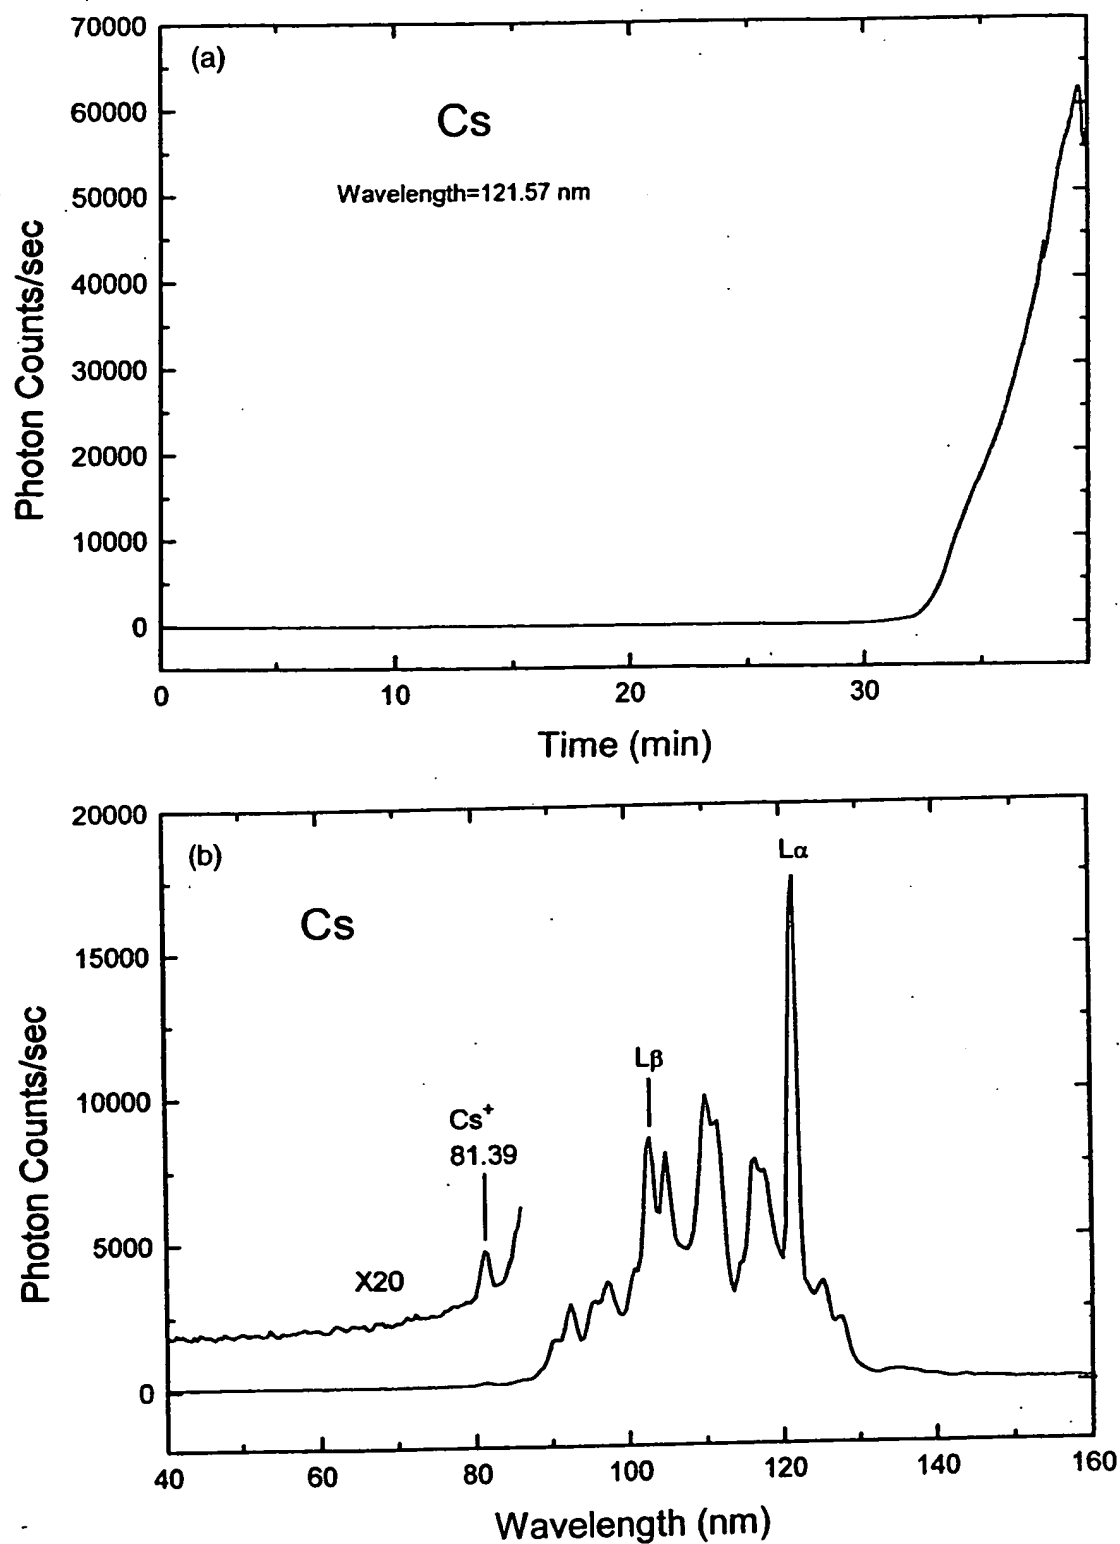 70000
(a)
60000
Cs
50000
Wavelength=121.57 nm
40000
30000
20000
10000
0
Photon Counts/sec
0 10 20 30
Time (min)
20000
(b)
Lα
Cs
15000
Lβ
10000
Cs⁺
81.39
5000
X20
0
Photon Counts/sec
40 60 80 100 120 140 160
Wavelength (nm)